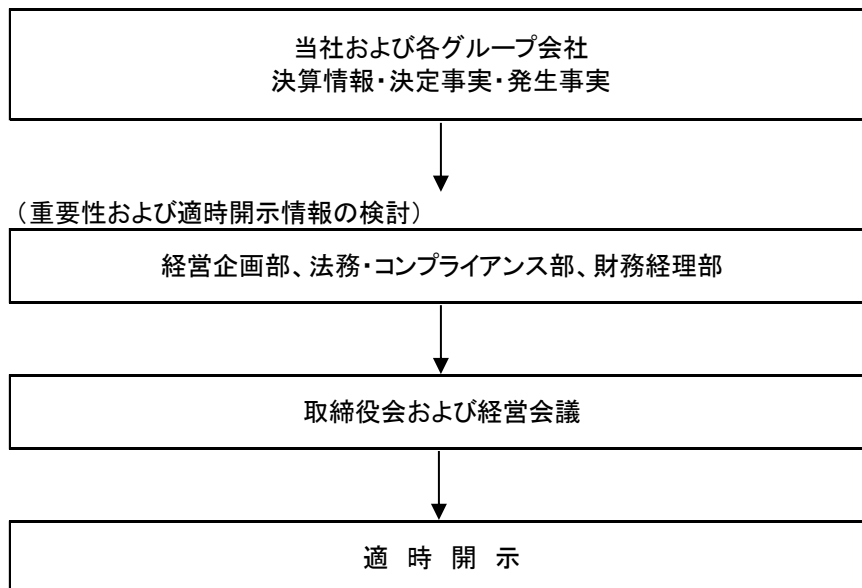 当社および各グループ会社
決算情報・決定事実・発生事実
（重要性および適時開示情報の検討）
経営企画部、法務・コンプライアンス部、財務経理部
取締役会および経営会議
適　時　開　示